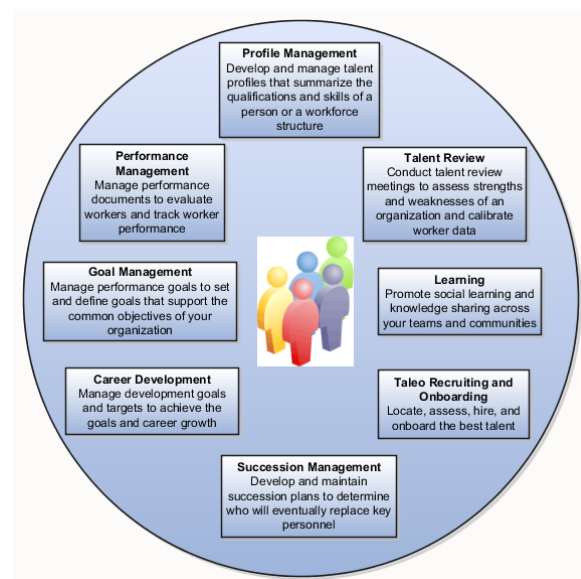 Profile Management
Develop and manage talent
profiles that summarize the
qualifications and skills of a
person or a workforce
structure
Performance
Management
Manage performance
documents to evaluate
workers and track worker
performance
Talent Review
Conduct talent review
meetings to assess strengths
and weaknesses of an
organization and calibrate
worker data
Goal Management
Manage performance goals to set
and define goals that support the
common objectives of your
organization
Learning
Promote social learning and
knowledge sharing across
your teams and communities
Career Development
Manage development goals
and targets to achieve the
goals and career growth
Taleo Recruiting and
Onboarding
Locate, assess, hire, and
onboard the best talent
Succession Management
Develop and maintain
succession plans to determine
who will eventually replace key
personnel